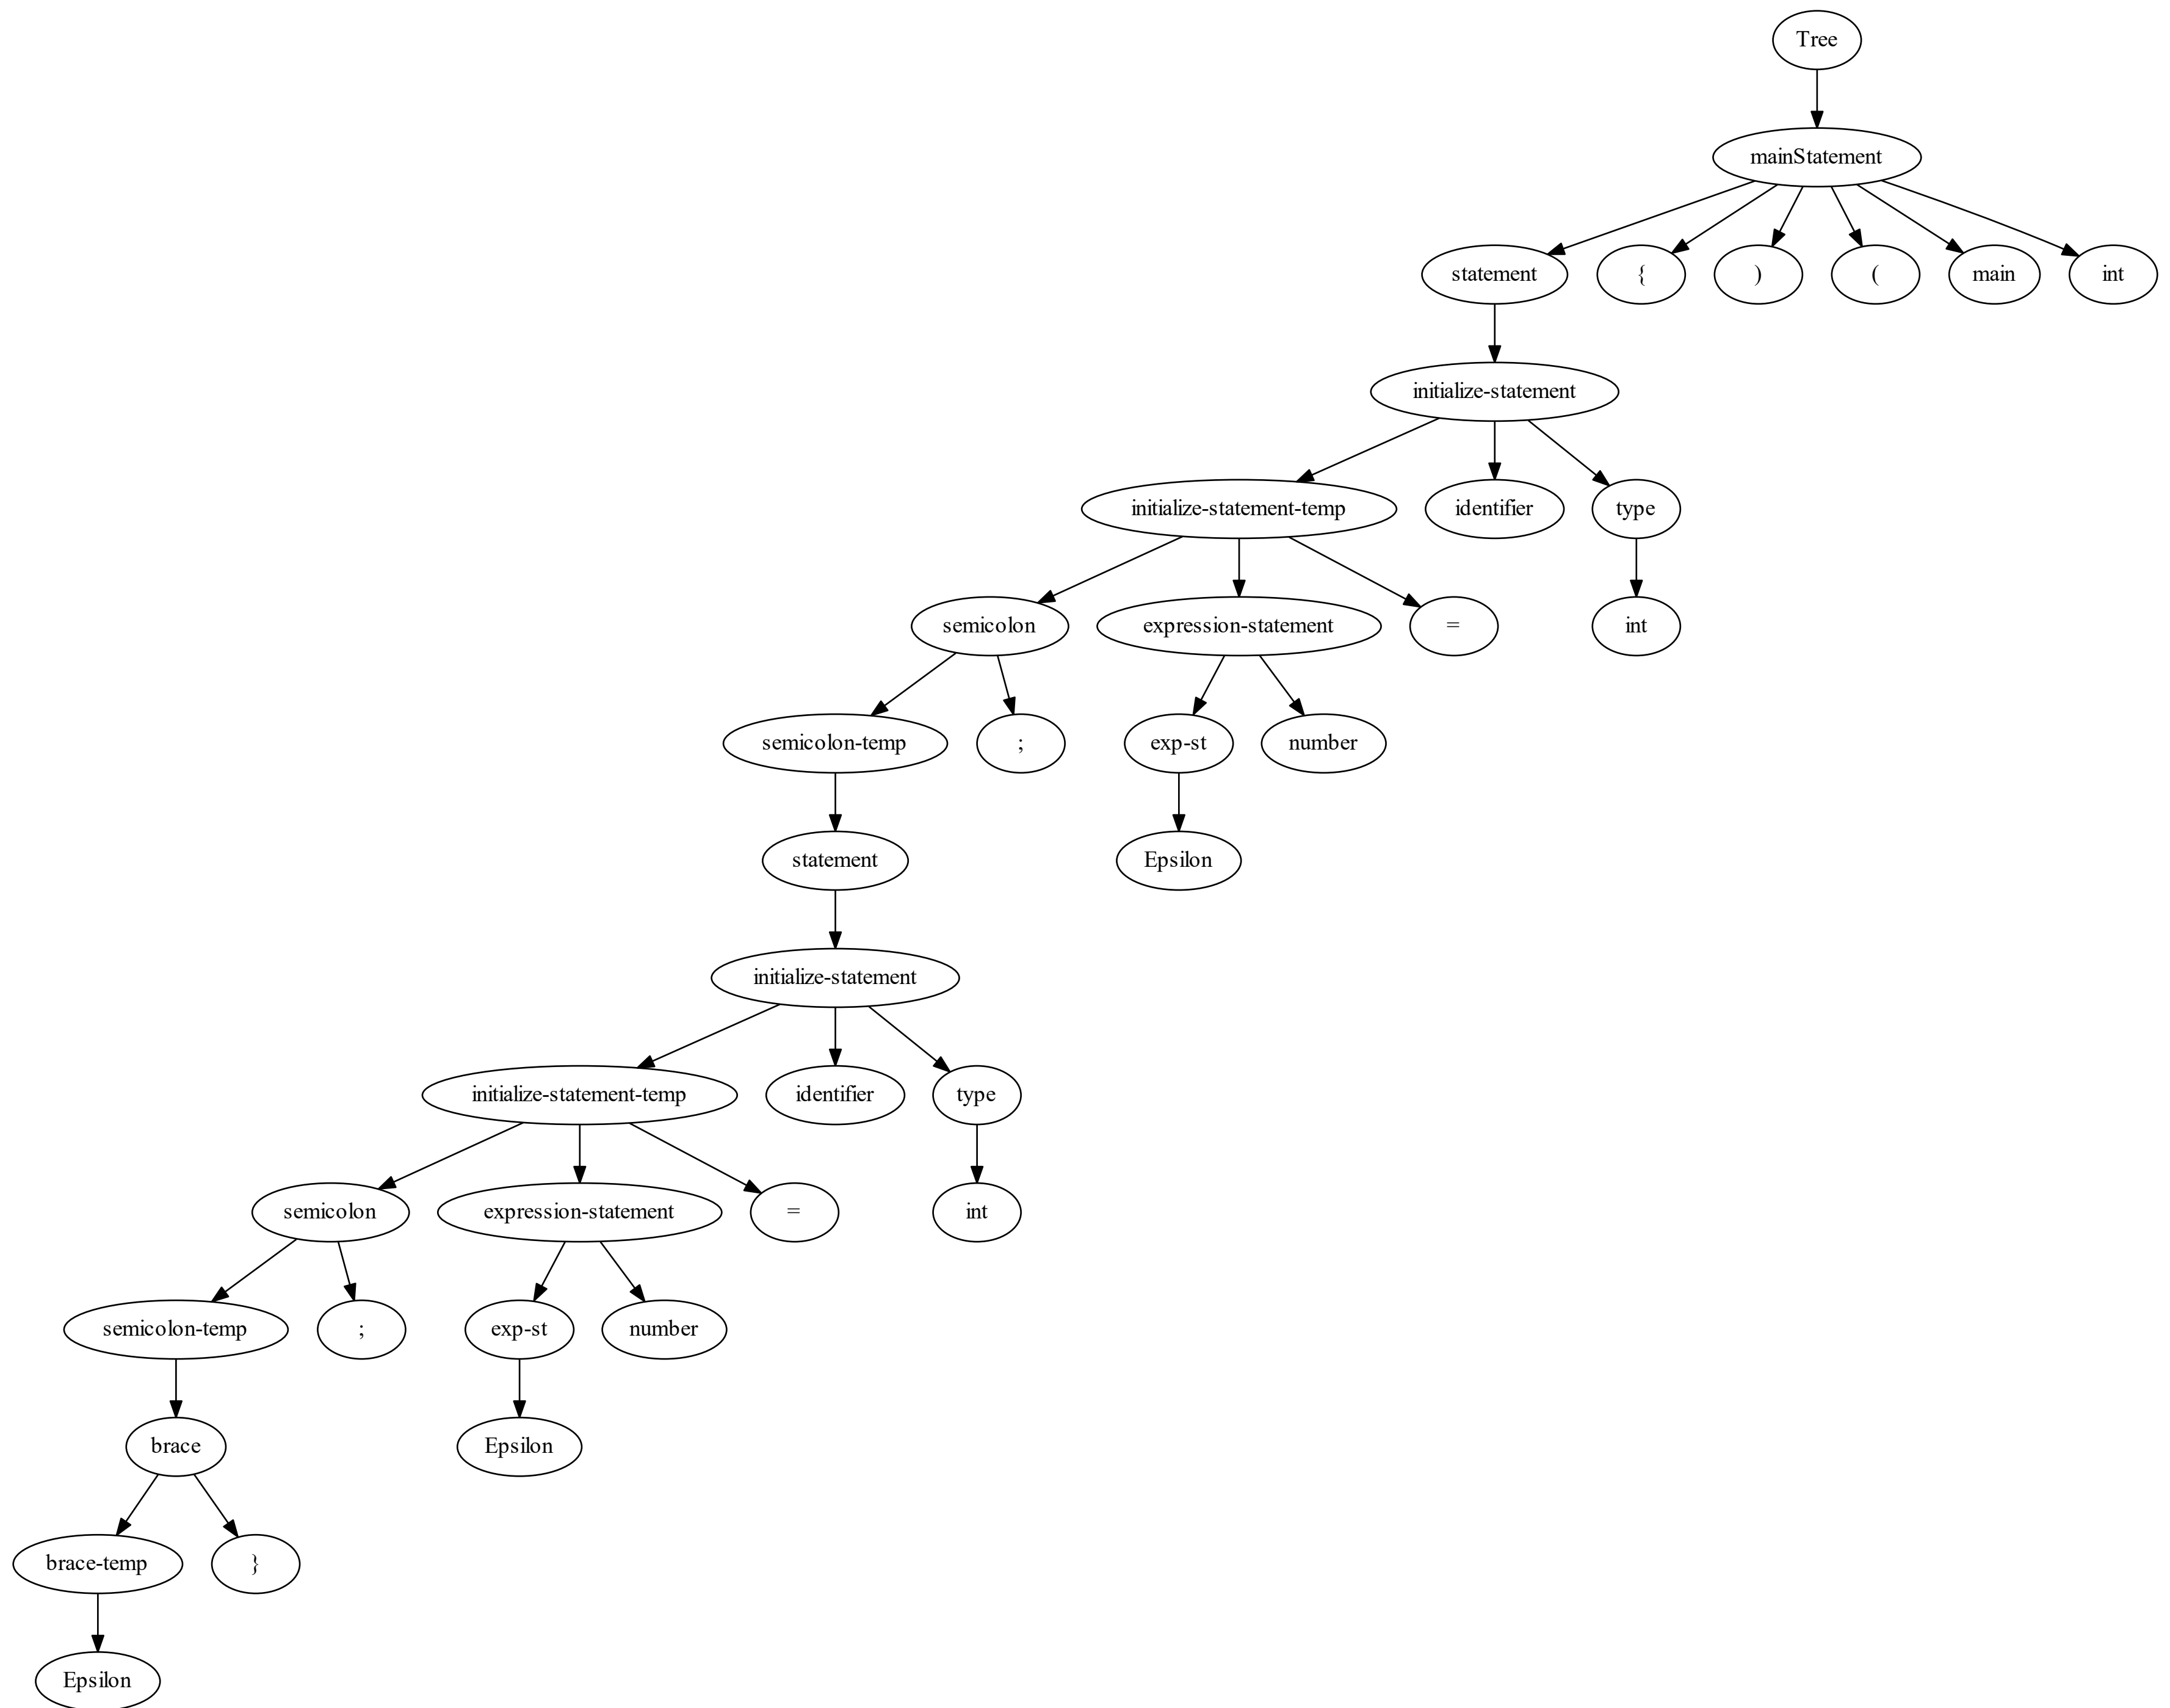 Tree
mainStatement
statement { ) ( main int
initialize-statement
initialize-statement-temp identifier type
semicolon expression-statement = int
semicolon-temp ; exp-st number
statement Epsilon
initialize-statement
initialize-statement-temp identifier type
semicolon expression-statement = int
semicolon-temp ; exp-st number
brace Epsilon
brace-temp }
Epsilon